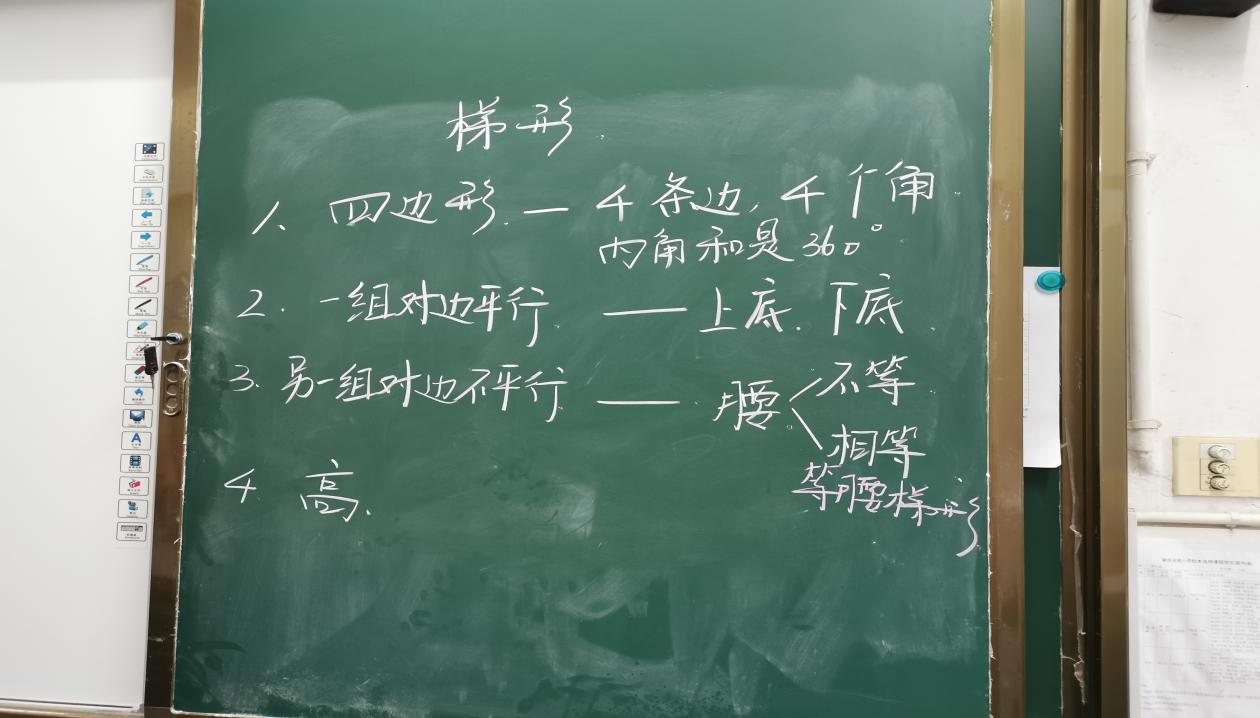 梯形.
1、四边形.— 4条边,4个角.
内角和是360°
2. 一组对边平行. —— 上底.下底.
3. 另一组对边不平行. —— 腰 不等
相等
等腰梯形
4. 高.